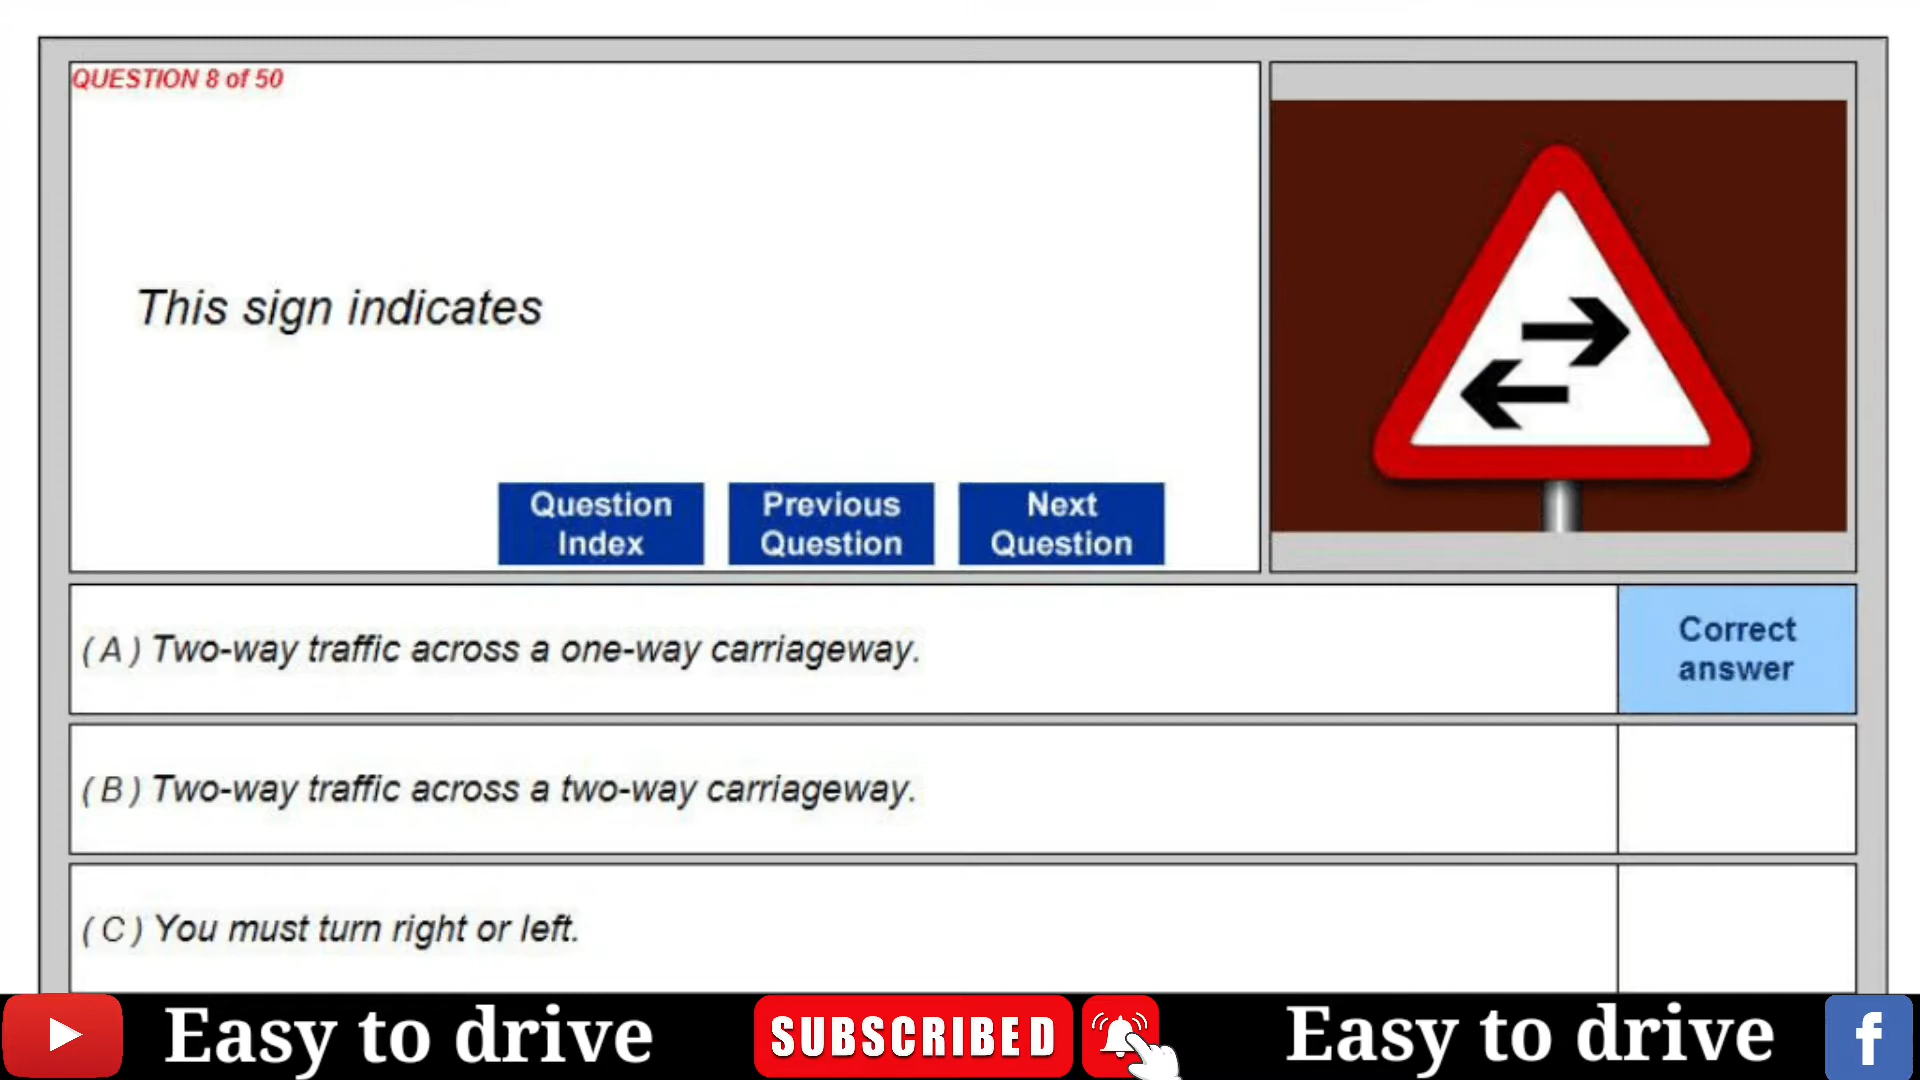 QUESTION 8 of 50
This sign indicates
Question
Index
Previous
Question
Next
Question
(A) Two-way traffic across a one-way carriageway.
Correct
answer
(B) Two-way traffic across a two-way carriageway.
(C) You must turn right or left.
Easy to drive
SUBSCRIBED
Easy to drive
f